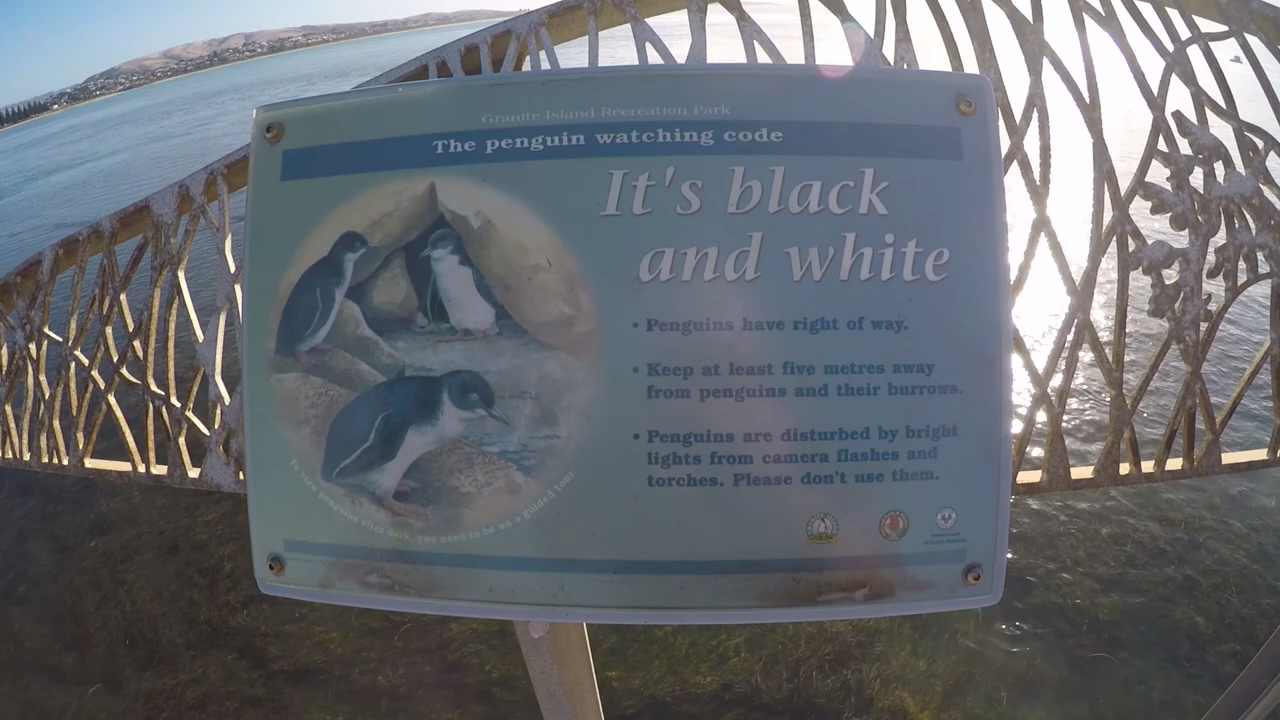 Granite Island Recreation Park
The penguin watching code
It's black
and white
• Penguins have right of way.
• Keep at least five metres away
from penguins and their burrows.
• Penguins are disturbed by bright
lights from camera flashes and
torches. Please don't use them.
To view penguins after dark, you need to be on a guided tour